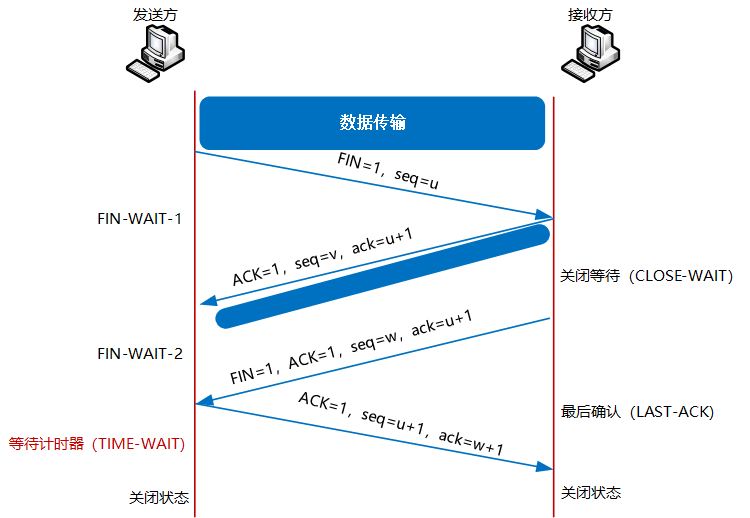 发送方
接收方
数据传输
FIN=1，seq=u
FIN-WAIT-1
ACK=1，seq=v，ack=u+1
关闭等待（CLOSE-WAIT）
FIN-WAIT-2
FIN=1，ACK=1，seq=w，ack=u+1
ACK=1，seq=u+1，ack=w+1
最后确认（LAST-ACK）
等待计时器（TIME-WAIT）
关闭状态
关闭状态